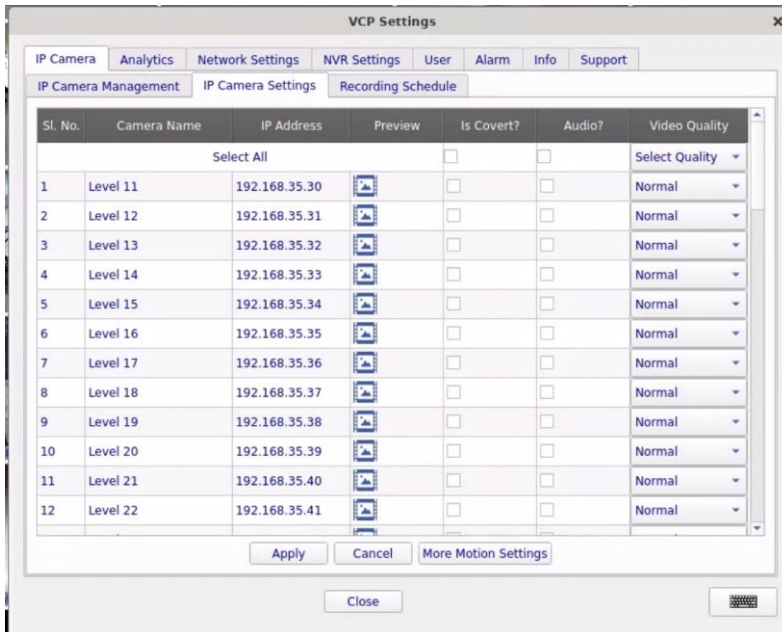 VCP Settings x
IP Camera Analytics Network Settings NVR Settings User Alarm Info Support
IP Camera Management IP Camera Settings Recording Schedule
Sl. No. Camera Name IP Address Preview Is Covert? Audio? Video Quality
Select All Select Quality
1 Level 11 192.168.35.30 Normal
2 Level 12 192.168.35.31 Normal
3 Level 13 192.168.35.32 Normal
4 Level 14 192.168.35.33 Normal
5 Level 15 192.168.35.34 Normal
6 Level 16 192.168.35.35 Normal
7 Level 17 192.168.35.36 Normal
8 Level 18 192.168.35.37 Normal
9 Level 19 192.168.35.38 Normal
10 Level 20 192.168.35.39 Normal
11 Level 21 192.168.35.40 Normal
12 Level 22 192.168.35.41 Normal
Apply Cancel More Motion Settings
Close